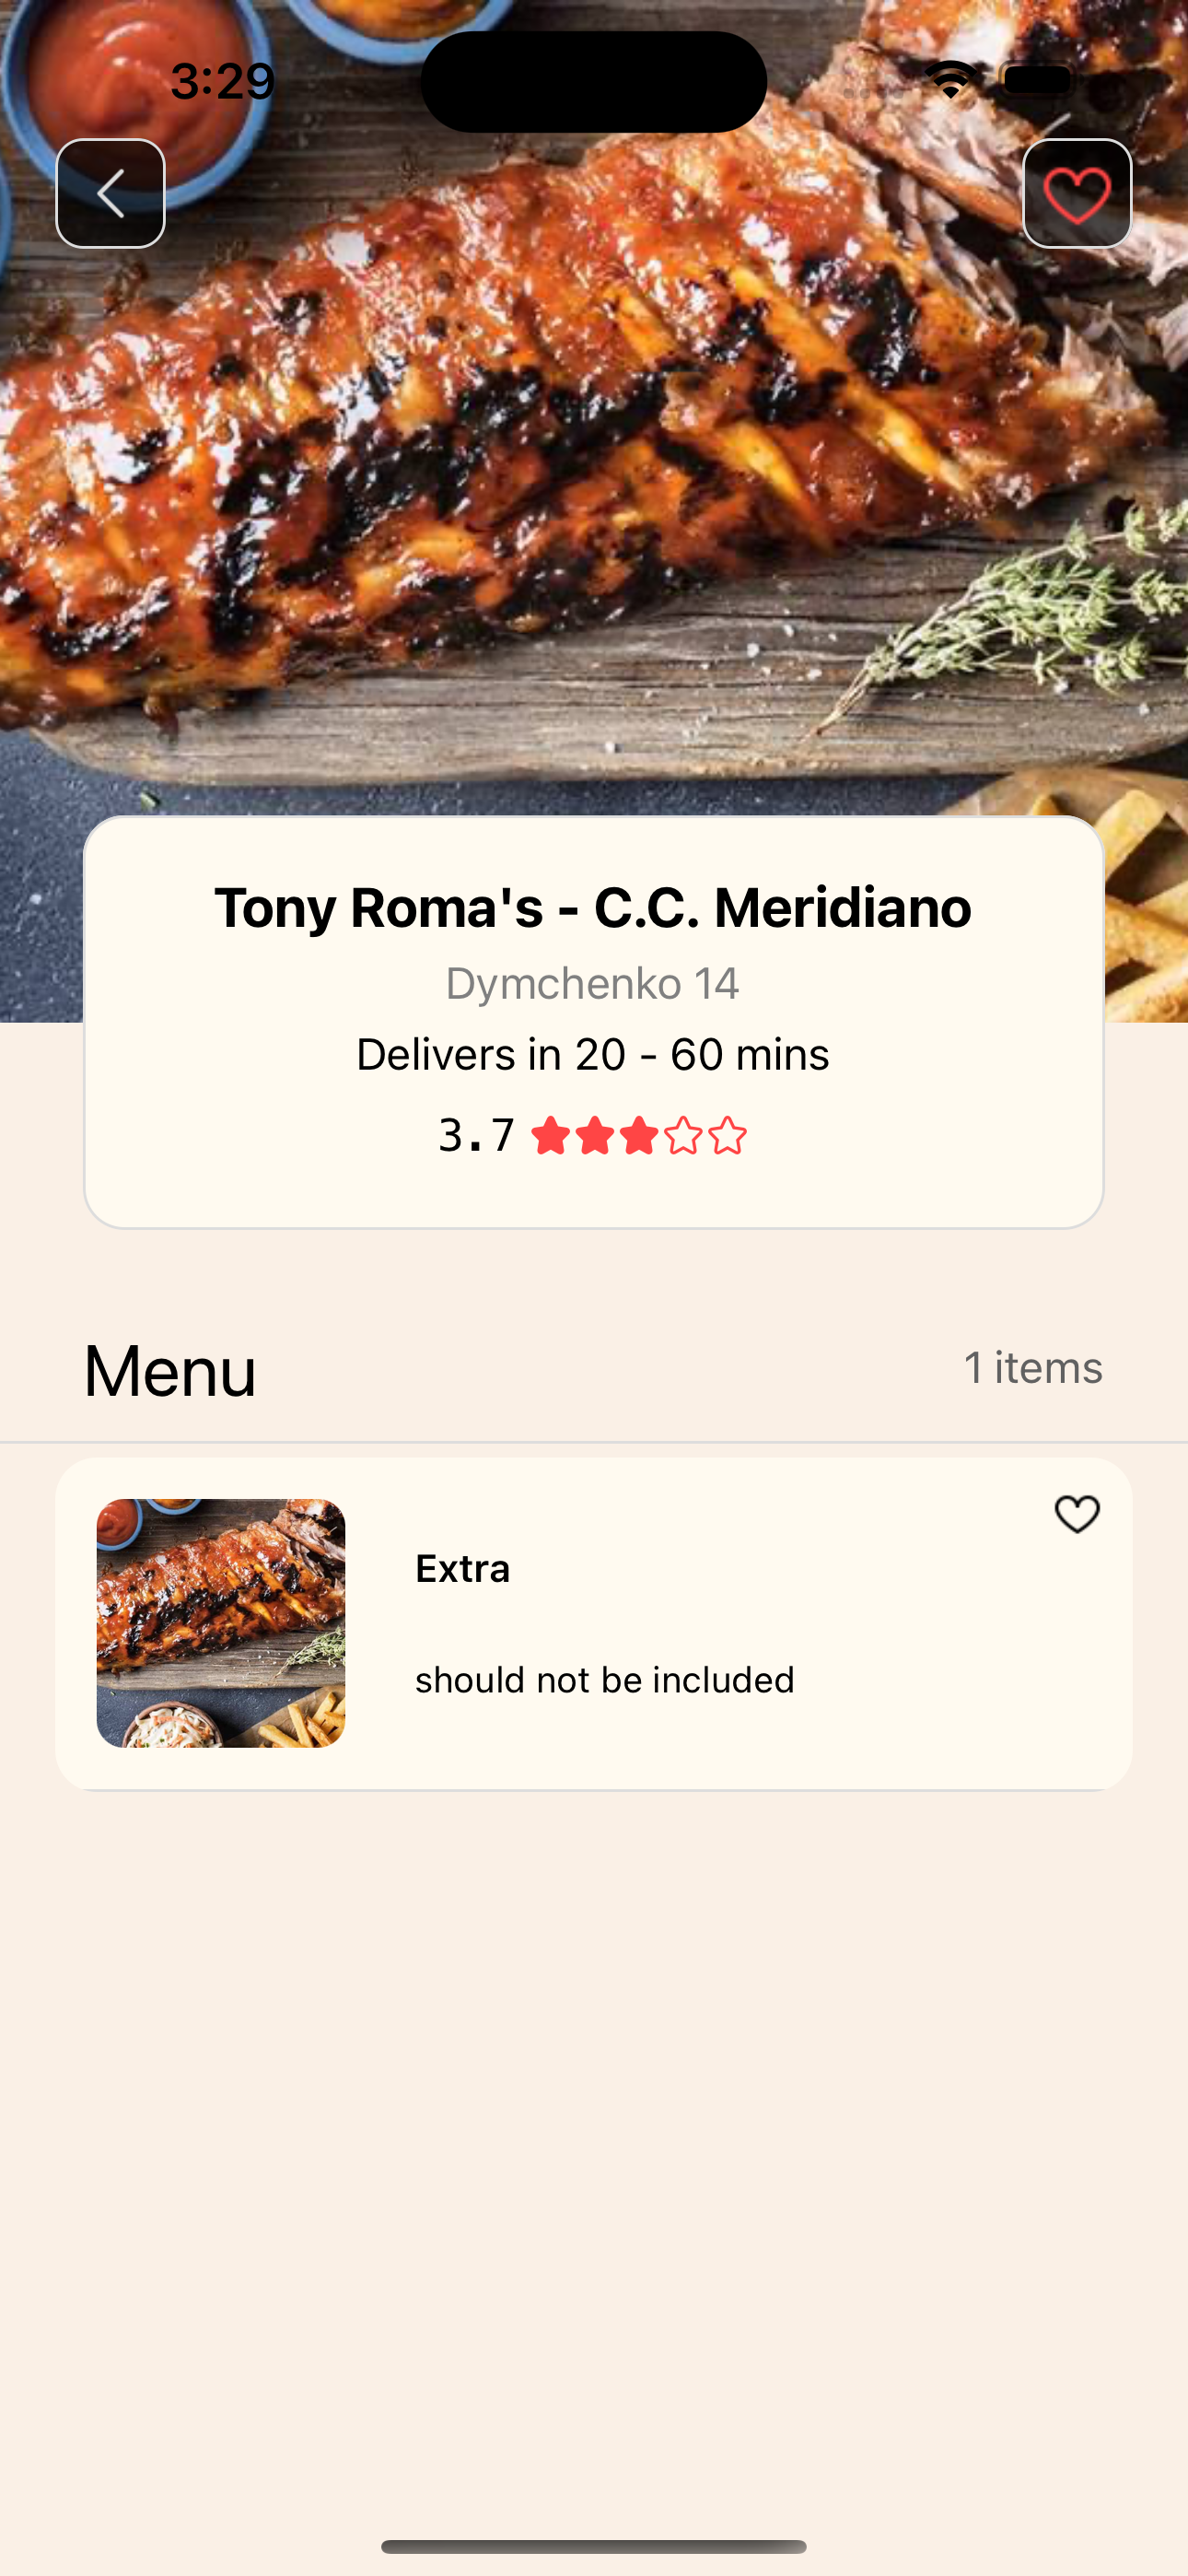 3:29
Tony Roma's - C.C. Meridiano
Dymchenko 14
Delivers in 20 - 60 mins
3.7
Menu
1 items
Extra
should not be included